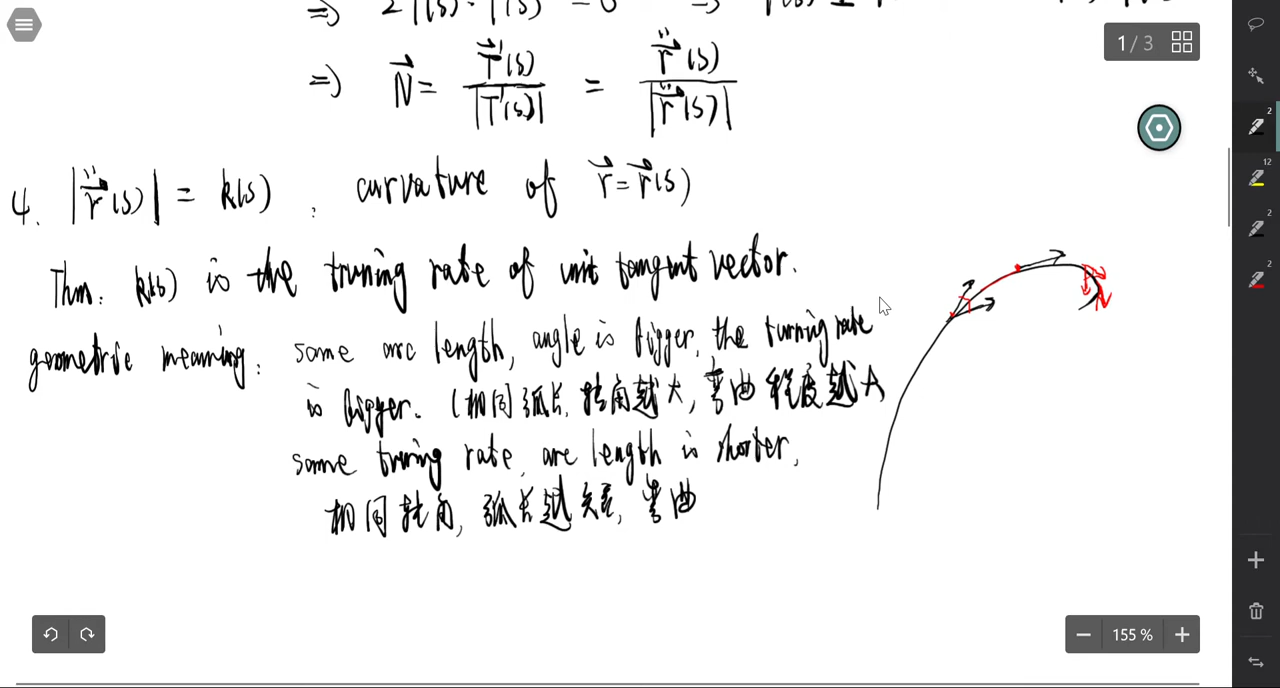 1 / 3
⇒ N⃗ = T⃗'(s) / |T'(s)| = r⃗¨(s) / |r⃗¨(s)|
4. |r⃗¨(s)| = k(s), curvature of r⃗ = r⃗(s)
Thm: k(s) is the truning rate of unit tangent vector.
geometric meaning: same arc length, angle is bigger, the turning rate
is bigger. (相同弧长, 转角越大, 弯曲程度越大
same truning rate, arc length is shorter,
相同转角, 弧长越短, 弯曲
155 %